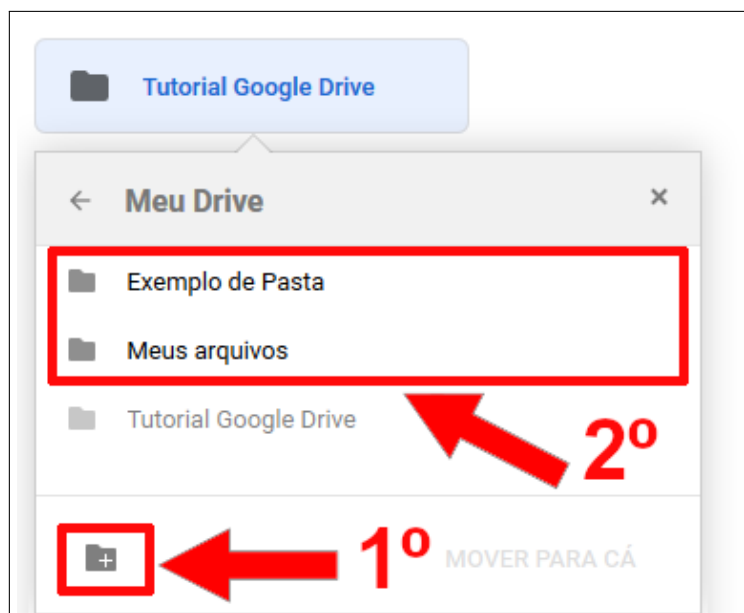 Tutorial Google Drive
Meu Drive
Exemplo de Pasta
Meus arquivos
Tutorial Google Drive
2º
1º
MOVER PARA CÁ